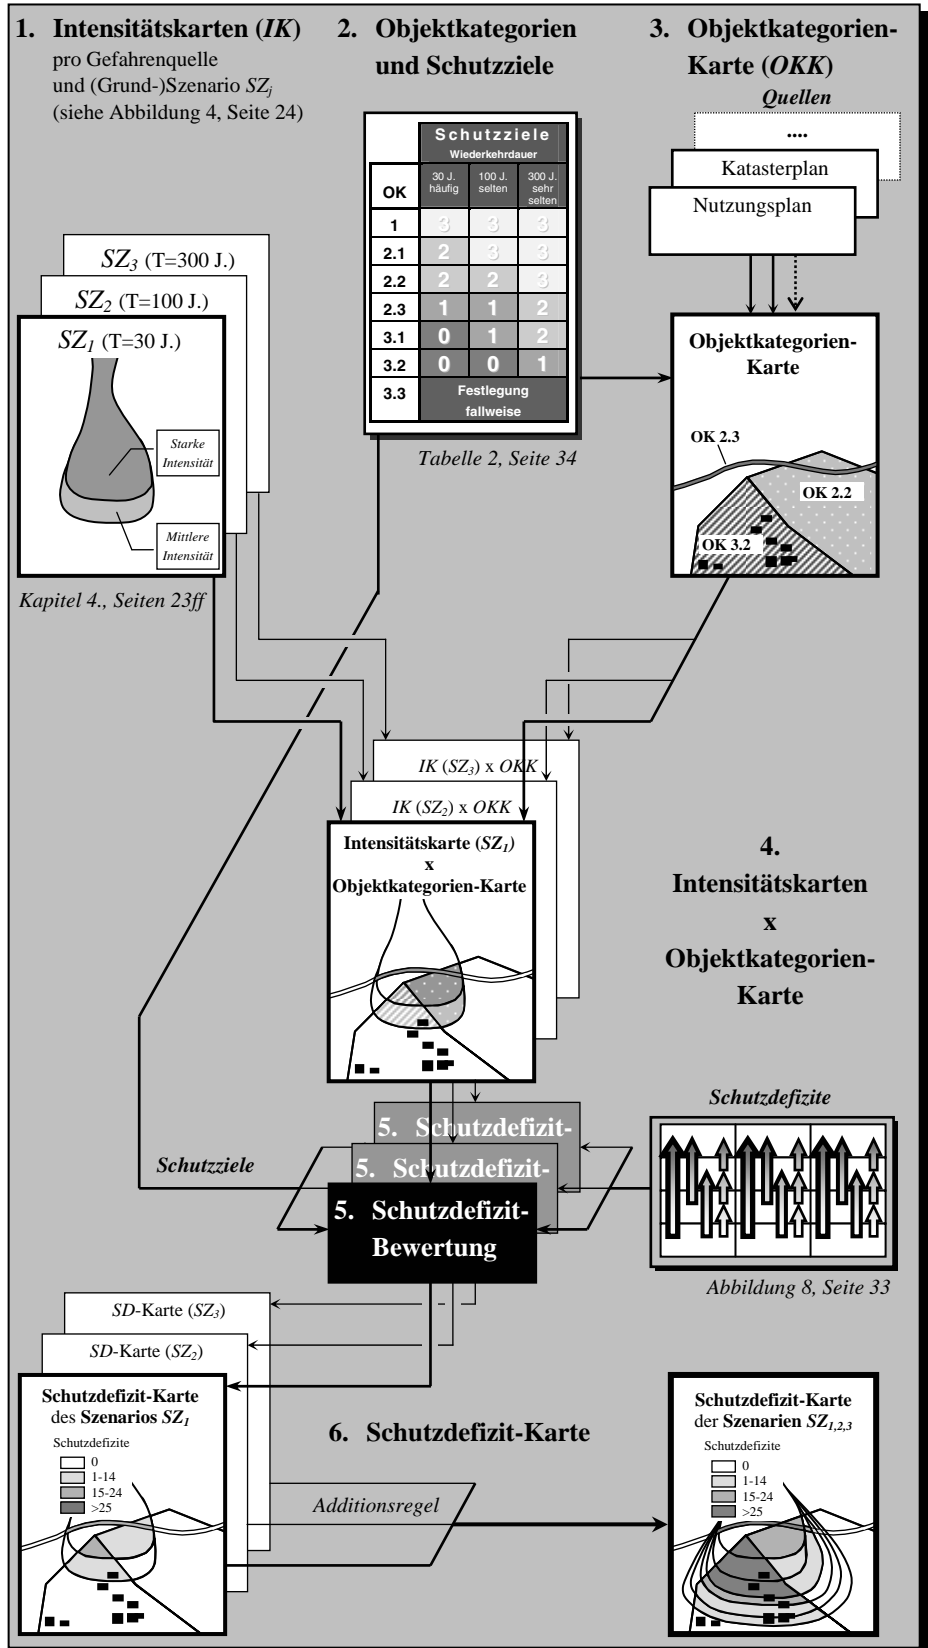 1. Intensitätskarten (IK)
pro Gefahrenquelle
und (Grund-)Szenario SZj
(siehe Abbildung 4, Seite 24)
2. Objektkategorien
und Schutzziele
3. Objektkategorien-
Karte (OKK)
Quellen
....
Katasterplan
Nutzungsplan
Schutzziele
Wiederkehrdauer
OK
30 J. häufig
100 J. selten
300 J. sehr selten
1 3 3 3
2.1 2 3 3
2.2 2 2 3
2.3 1 1 2
3.1 0 1 2
3.2 0 0 1
3.3 Festlegung
fallweise
Tabelle 2, Seite 34
SZ3 (T=300 J.)
SZ2 (T=100 J.)
SZ1 (T=30 J.)
Starke
Intensität
Mittlere
Intensität
Kapitel 4., Seiten 23ff
Objektkategorien-
Karte
OK 2.3
OK 2.2
OK 3.2
IK (SZ3) x OKK
IK (SZ2) x OKK
Intensitätskarte (SZ1)
x
Objektkategorien-Karte
4.
Intensitätskarten
x
Objektkategorien-
Karte
Schutzziele
5. Schutzdefizit-
5. Schutzdefizit-
5. Schutzdefizit-
Bewertung
Schutzdefizite
Abbildung 8, Seite 33
SD-Karte (SZ3)
SD-Karte (SZ2)
Schutzdefizit-Karte
des Szenarios SZ1
Schutzdefizite
0
1-14
15-24
>25
6. Schutzdefizit-Karte
Additionsregel
Schutzdefizit-Karte
der Szenarien SZ1,2,3
Schutzdefizite
0
1-14
15-24
>25